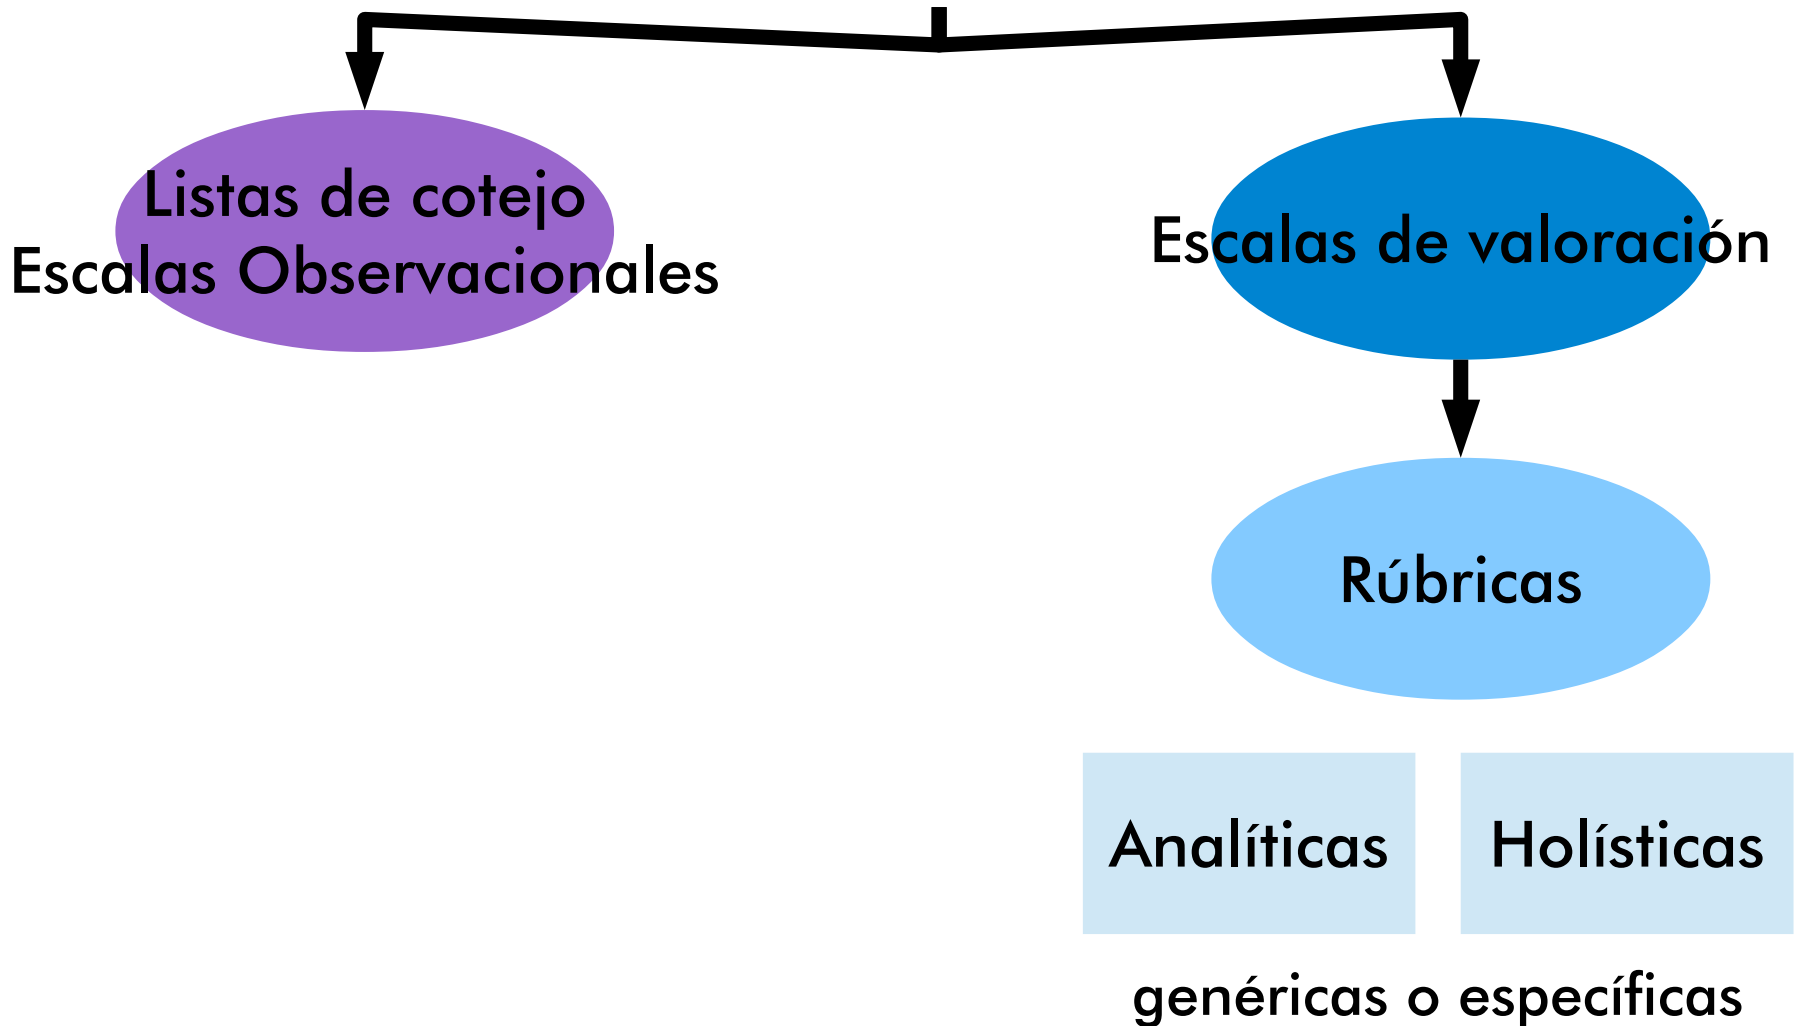 Listas de cotejo
Escalas Observacionales
Escalas de valoración
Rúbricas
Analíticas
Holísticas
genéricas o específicas